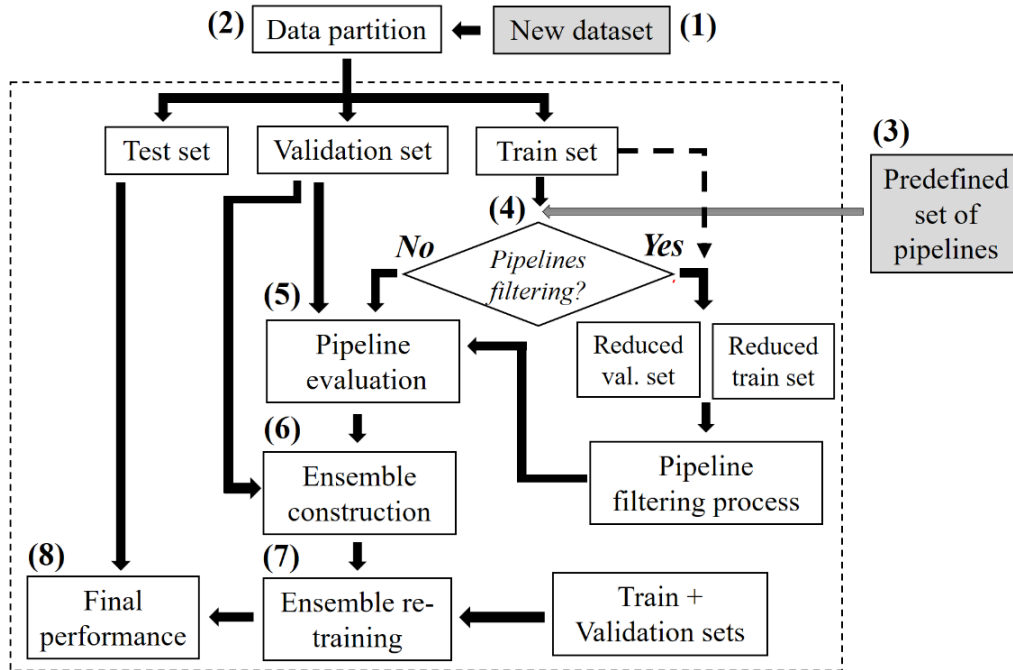 (2)
Data partition
New dataset
(1)
Test set
Validation set
Train set
(3)
Predefined
set of
pipelines
(4)
No
Yes
Pipelines
filtering?
(5)
Pipeline
evaluation
Reduced
val. set
Reduced
train set
(6)
Ensemble
construction
Pipeline
filtering process
(7)
Ensemble re-
training
(8)
Final
performance
Train +
Validation sets